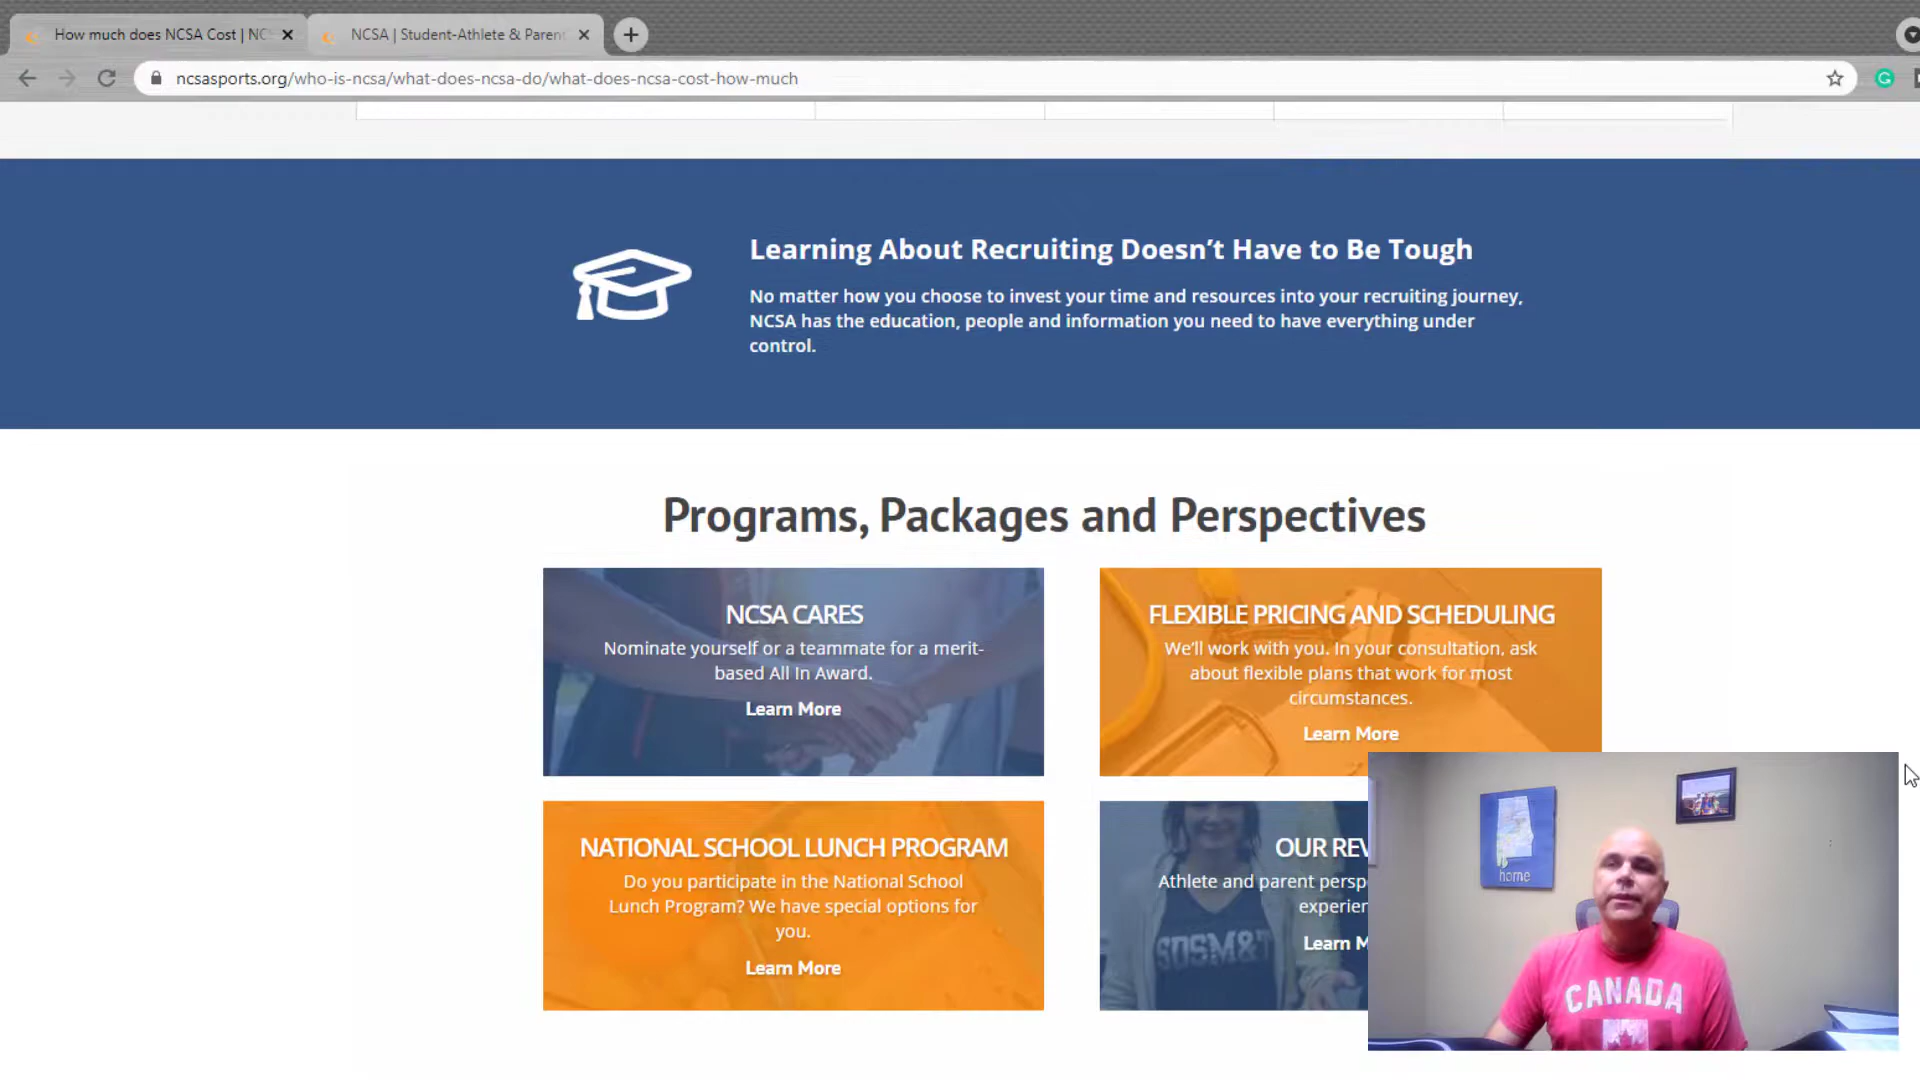 How much does NCSA Cost | NC
NCSA | Student-Athlete & Paren
ncsasports.org/who-is-ncsa/what-does-ncsa-do/what-does-ncsa-cost-how-much
Learning About Recruiting Doesn't Have to Be Tough
No matter how you choose to invest your time and resources into your recruiting journey,
NCSA has the education, people and information you need to have everything under
control.
Programs, Packages and Perspectives
NCSA CARES
Nominate yourself or a teammate for a merit-
based All In Award.
Learn More
FLEXIBLE PRICING AND SCHEDULING
We'll work with you. In your consultation, ask
about flexible plans that work for most
circumstances.
Learn More
NATIONAL SCHOOL LUNCH PROGRAM
Do you participate in the National School
Lunch Program? We have special options for
you.
Learn More
OUR REV
Athlete and parent persp
experien
Learn M
SDSM&T
home
CANADA